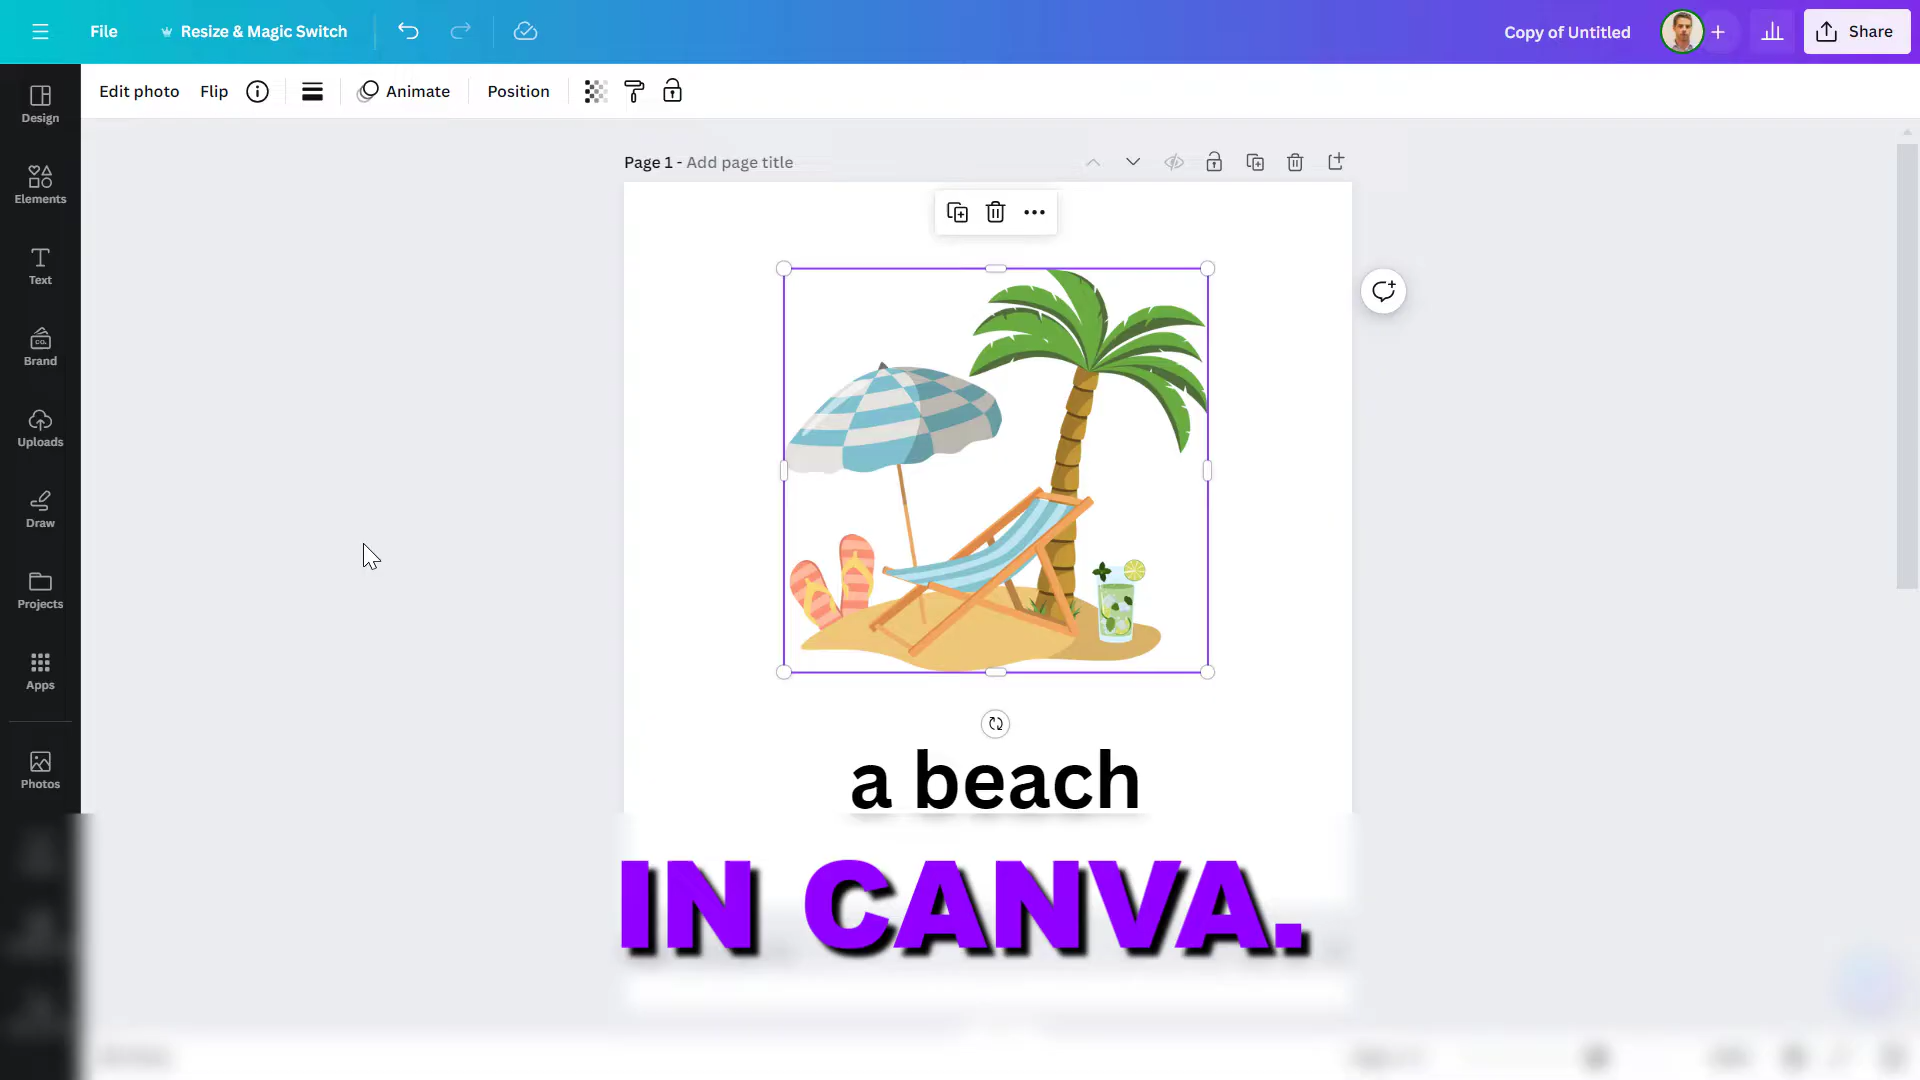 File
Resize & Magic Switch
Copy of Untitled
Share
Edit photo
Flip
Animate
Position
Design
Elements
Text
Brand
CO.
Uploads
Draw
Projects
Apps
Photos
Page 1 - Add page title
a beach
IN CANVA.